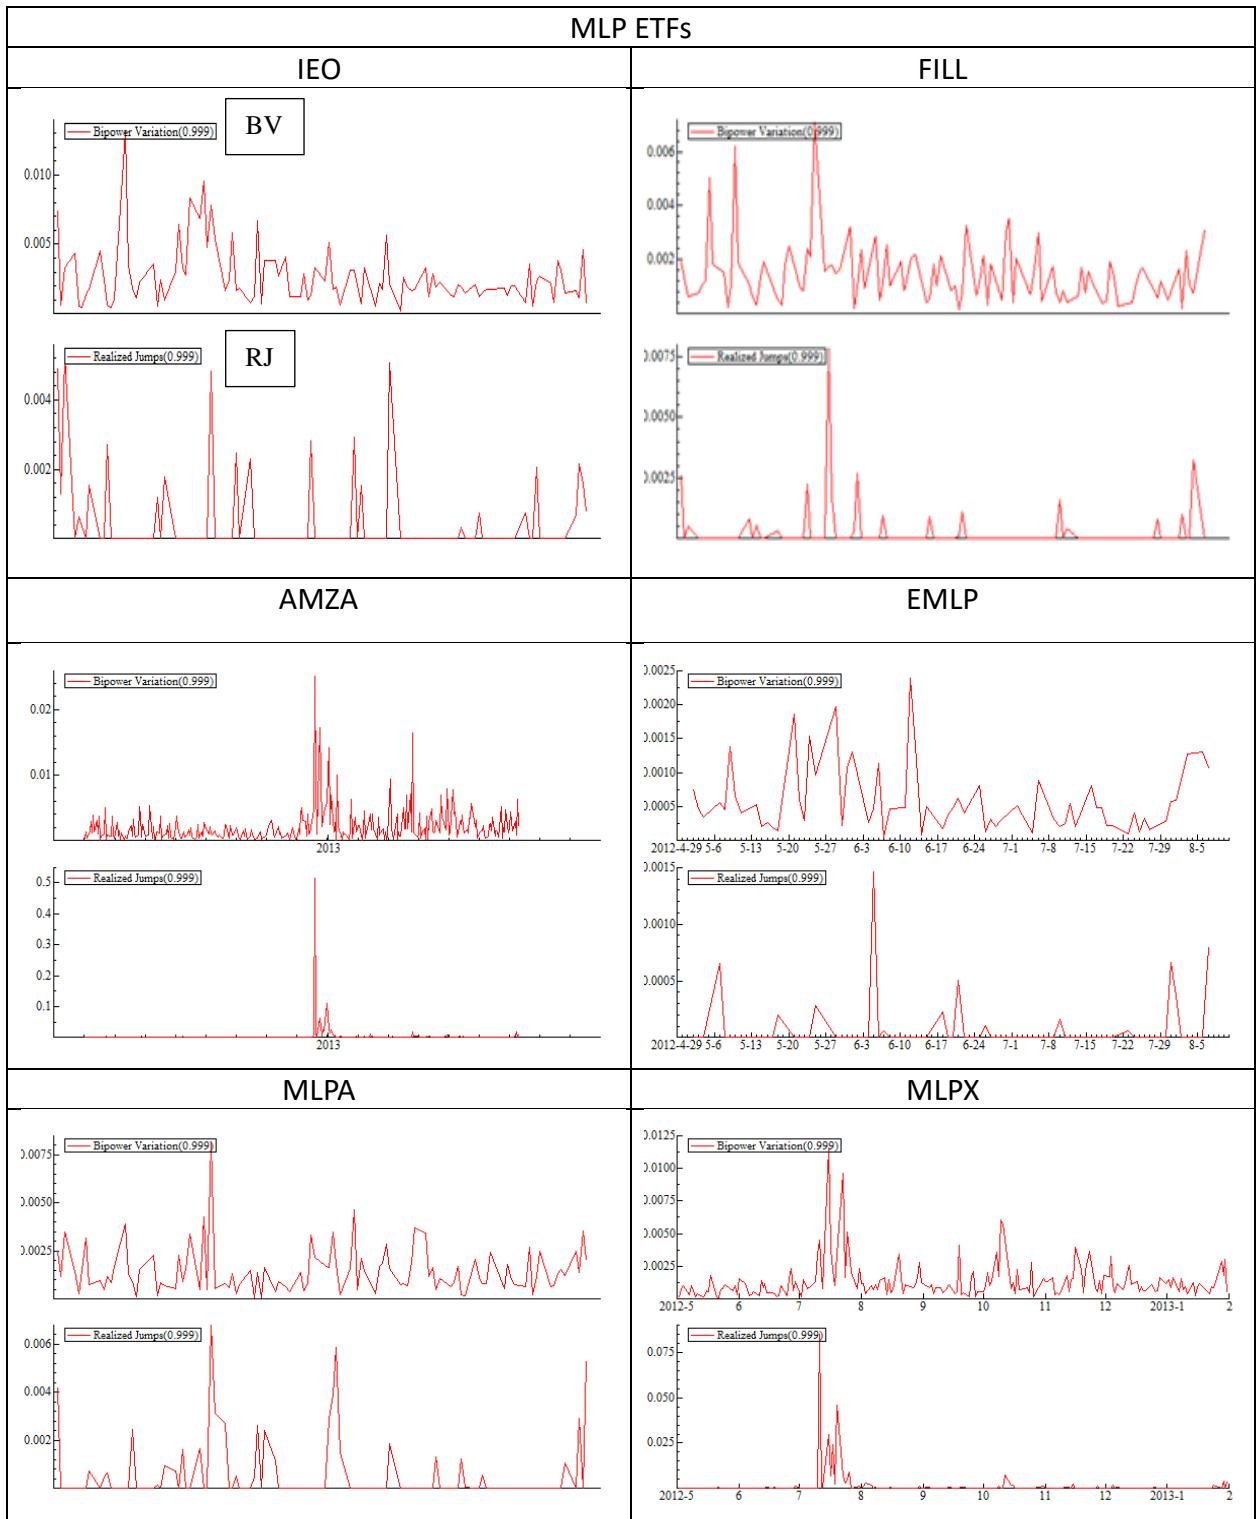 MLP ETFs
IEO
FILL
BV
Bipower Variation(0.999)
0.010
0.005
RJ
Realized Jumps(0.999)
0.004
0.002
Bipower Variation(0.999)
0.006
0.004
0.002
Realized Jumps(0.999)
0.0075
0.0050
0.0025
AMZA
EMLP
Bipower Variation(0.999)
0.02
0.01
2013
Realized Jumps(0.999)
0.5
0.4
0.3
0.2
0.1
2013
0.0025
Bipower Variation(0.999)
0.0020
0.0015
0.0010
0.0005
2012-4-29 5-6 5-13 5-20 5-27 6-3 6-10 6-17 6-24 7-1 7-8 7-15 7-22 7-29 8-5
0.0015
Realized Jumps(0.999)
0.0010
0.0005
2012-4-29 5-6 5-13 5-20 5-27 6-3 6-10 6-17 6-24 7-1 7-8 7-15 7-22 7-29 8-5
MLPA
MLPX
Bipower Variation(0.999)
0.0075
0.0050
0.0025
Realized Jumps(0.999)
0.006
0.004
0.002
0.0125
Bipower Variation(0.999)
0.0100
0.0075
0.0050
0.0025
2012-5 6 7 8 9 10 11 12 2013-1 2
Realized Jumps(0.999)
0.075
0.050
0.025
2012-5 6 7 8 9 10 11 12 2013-1 2